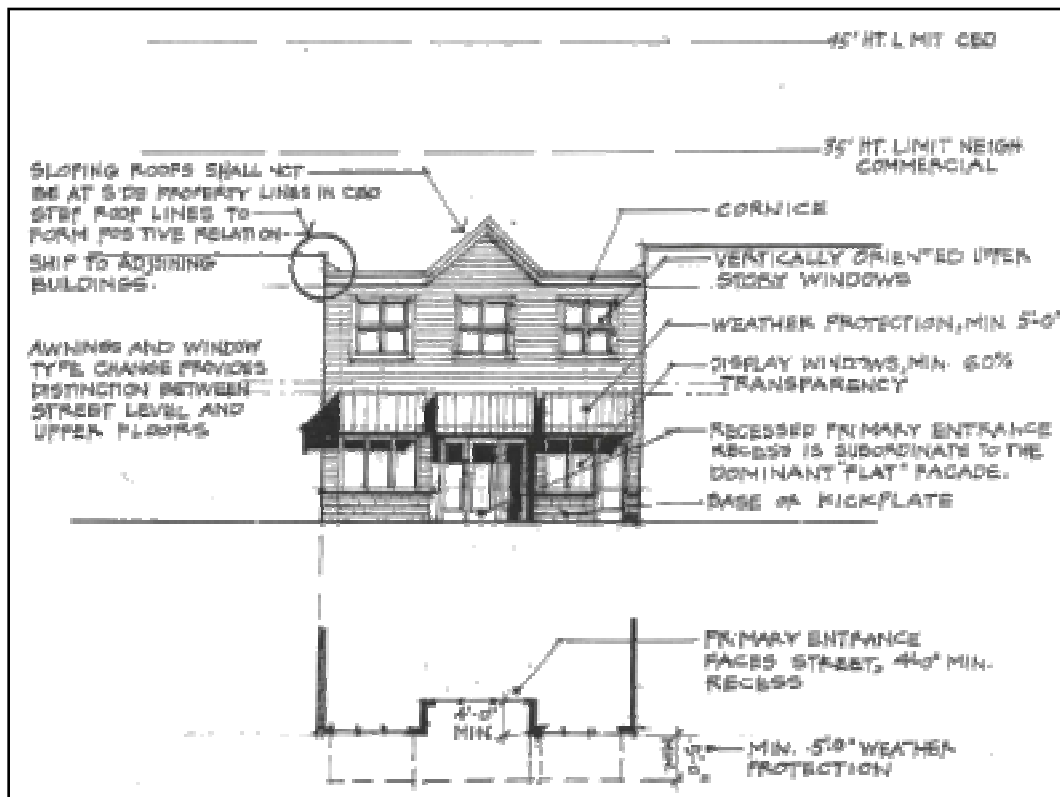 45' HT. LIMIT CBD
35' HT. LIMIT NEIGH
COMMERCIAL
SLOPING ROOFS SHALL NOT
BE AT SIDE PROPERTY LINES IN CBD
STEP ROOF LINES TO
FORM POSITIVE RELATION-
SHIP TO ADJOINING
BUILDINGS.
CORNICE
VERTICALLY ORIENTED UPPER
STORY WINDOWS
WEATHER PROTECTION, MIN 5'-0"
AWNINGS AND WINDOW
TYPE CHANGE PROVIDES
DISTINCTION BETWEEN
STREET LEVEL AND
UPPER FLOORS
DISPLAY WINDOWS, MIN. 60%
TRANSPARENCY
RECESSED PRIMARY ENTRANCE
RECESS IS SUBORDINATE TO THE
DOMINANT "FLAT" FACADE.
BASE OR KICKPLATE
PRIMARY ENTRANCE
FACES STREET, 4'-0" MIN.
RECESS
4'-0"
MIN.
MIN. 5'-0" WEATHER
PROTECTION
MIN
5'-0"